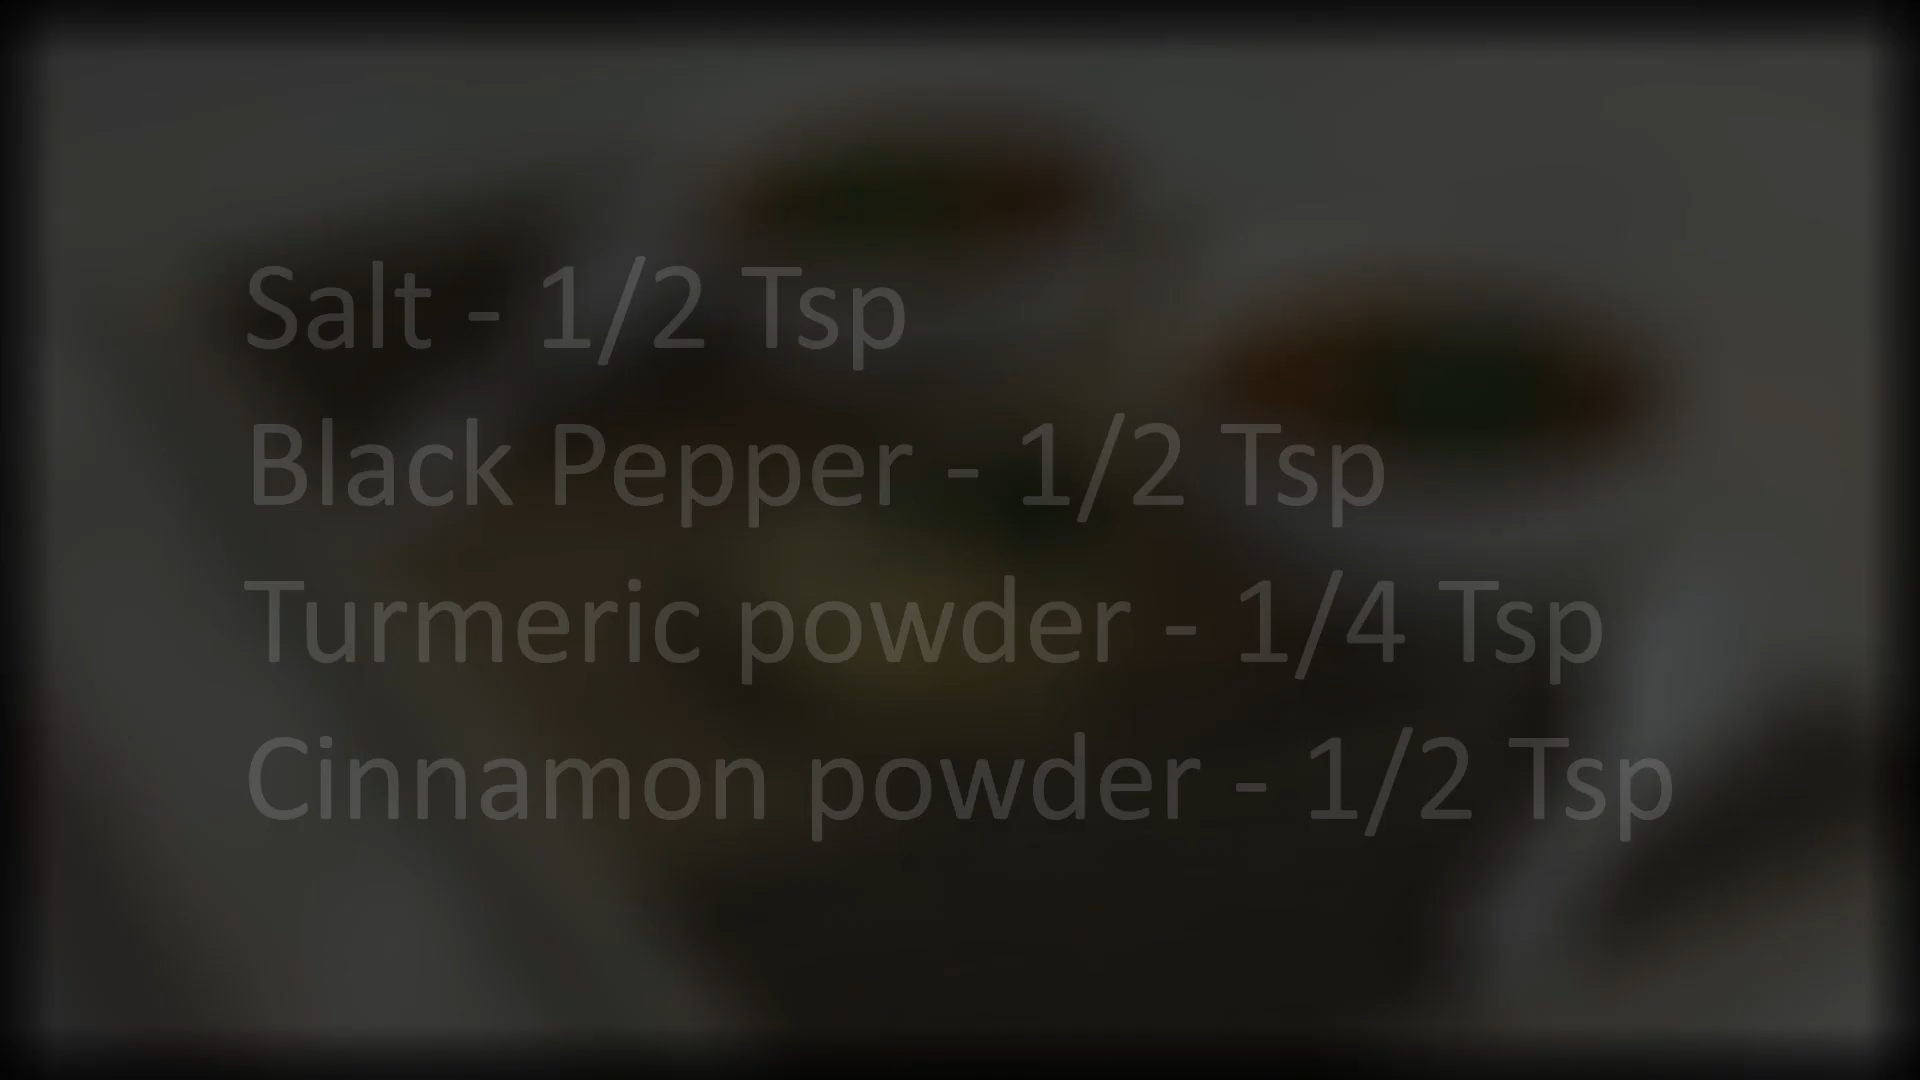 Salt - 1/2 Tsp
Black Pepper - 1/2 Tsp
Turmeric powder - 1/4 Tsp
Cinnamon powder - 1/2 Tsp